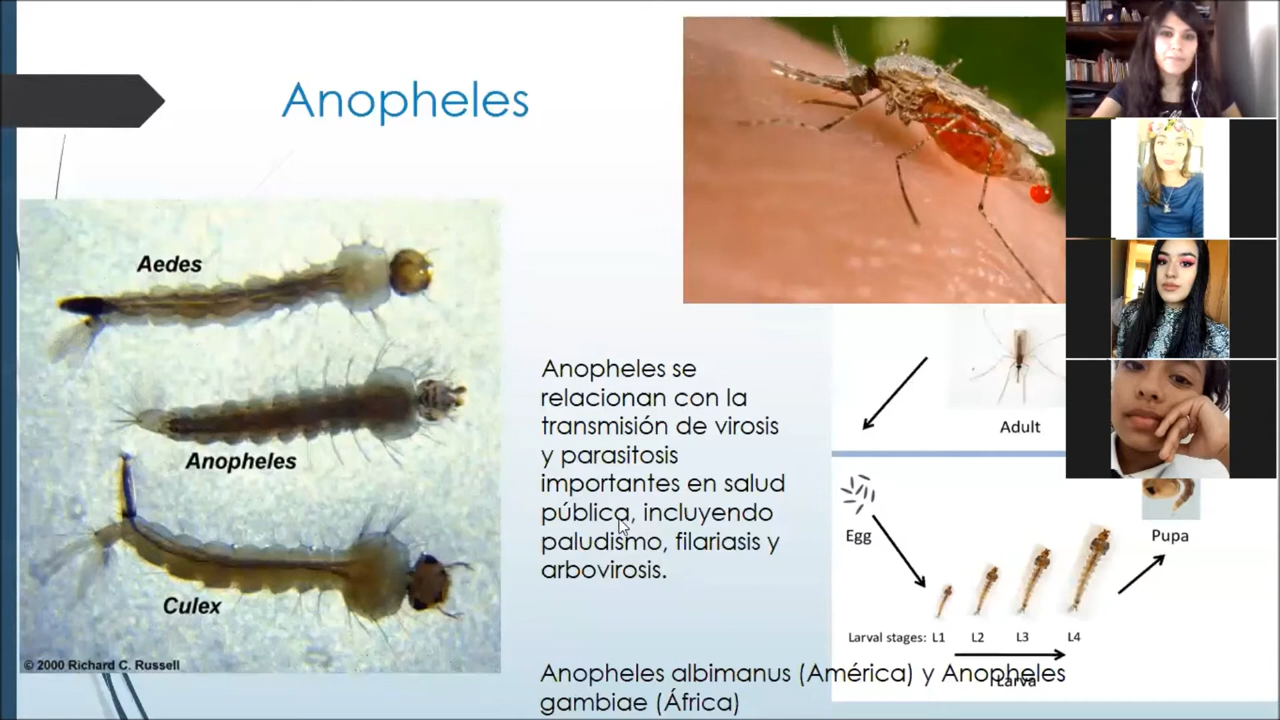 Anopheles
Aedes
Anopheles
Culex
© 2000 Richard C. Russell
Anopheles se
relacionan con la
transmisión de virosis
y parasitosis
importantes en salud
pública, incluyendo
paludismo, filariasis y
arbovirosis.
Adult
Egg
Pupa
Larval stages: L1 L2 L3 L4
Larva
Anopheles albimanus (América) y Anopheles
gambiae (África)